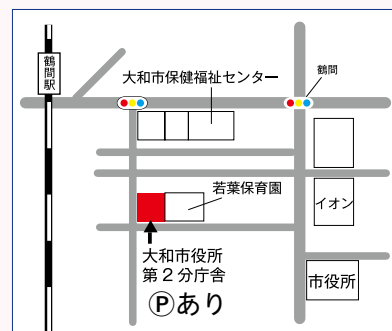 鶴間駅
鶴間
大和市保健福祉センター
若葉保育園
イオン
大和市役所
第2分庁舎
市役所
Ⓟあり